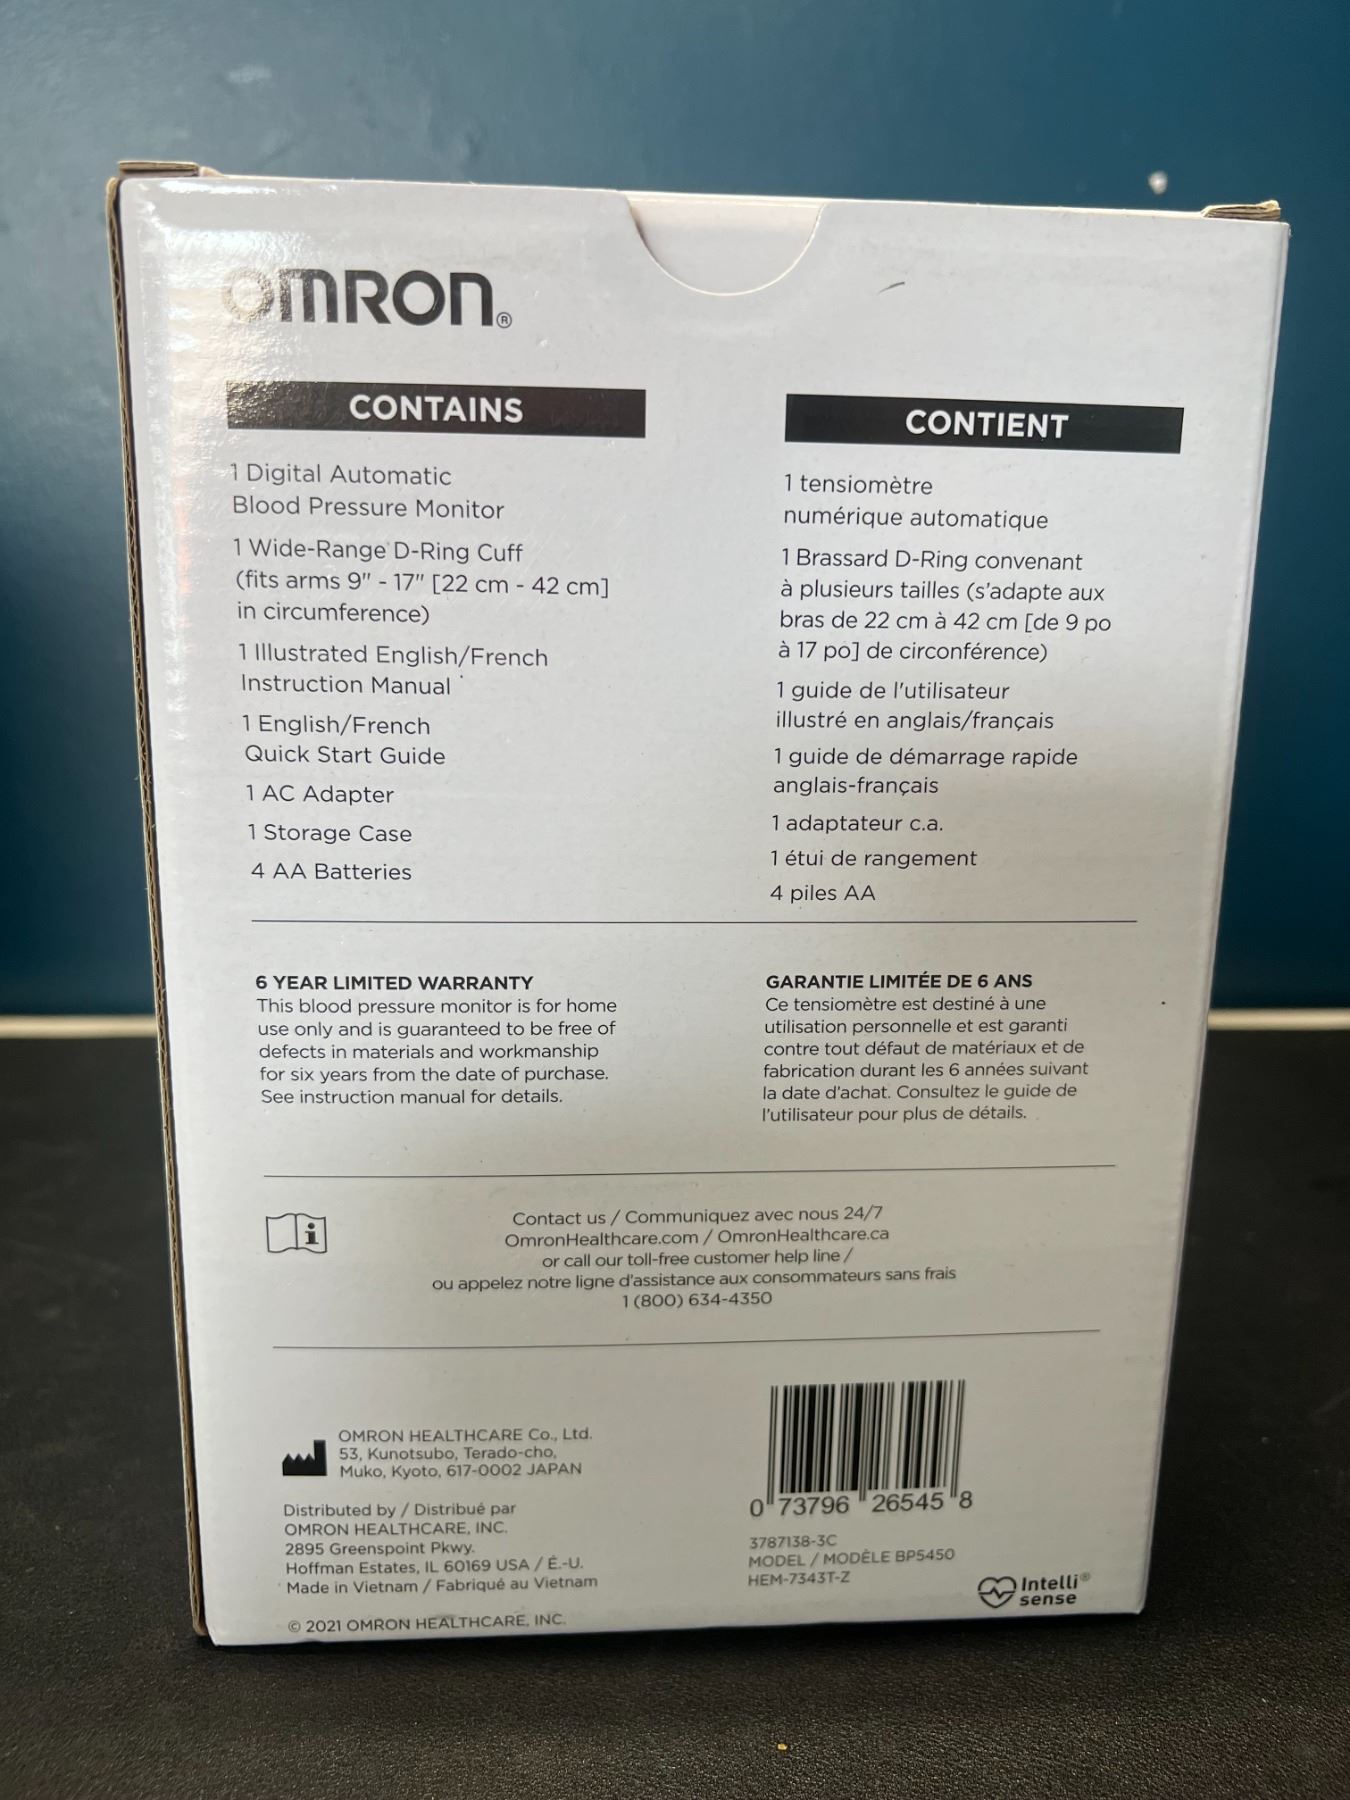 OMRON®
CONTAINS
1 Digital Automatic
Blood Pressure Monitor
1 Wide-Range D-Ring Cuff
(fits arms 9" - 17" [22 cm - 42 cm]
in circumference)
1 Illustrated English/French
Instruction Manual
1 English/French
Quick Start Guide
1 AC Adapter
1 Storage Case
4 AA Batteries
CONTIENT
1 tensiomètre
numérique automatique
1 Brassard D-Ring convenant
à plusieurs tailles (s'adapte aux
bras de 22 cm à 42 cm [de 9 po
à 17 po] de circonférence)
1 guide de l'utilisateur
illustré en anglais/français
1 guide de démarrage rapide
anglais-français
1 adaptateur c.a.
1 étui de rangement
4 piles AA
6 YEAR LIMITED WARRANTY
This blood pressure monitor is for home
use only and is guaranteed to be free of
defects in materials and workmanship
for six years from the date of purchase.
See instruction manual for details.
GARANTIE LIMITÉE DE 6 ANS
Ce tensiomètre est destiné à une
utilisation personnelle et est garanti
contre tout défaut de matériaux et de
fabrication durant les 6 années suivant
la date d'achat. Consultez le guide de
l'utilisateur pour plus de détails.
i
Contact us / Communiquez avec nous 24/7
OmronHealthcare.com / OmronHealthcare.ca
or call our toll-free customer help line /
ou appelez notre ligne d'assistance aux consommateurs sans frais
1 (800) 634-4350
OMRON HEALTHCARE Co., Ltd.
53, Kunotsubo, Terado-cho,
Muko, Kyoto, 617-0002 JAPAN
Distributed by / Distribué par
OMRON HEALTHCARE, INC.
2895 Greenspoint Pkwy.
Hoffman Estates, IL 60169 USA / É.-U.
Made in Vietnam / Fabriqué au Vietnam
© 2021 OMRON HEALTHCARE, INC.
0 73796 26545 8
3787138-3C
MODEL / MODÈLE BP5450
HEM-7343T-Z
Intelli®
sense